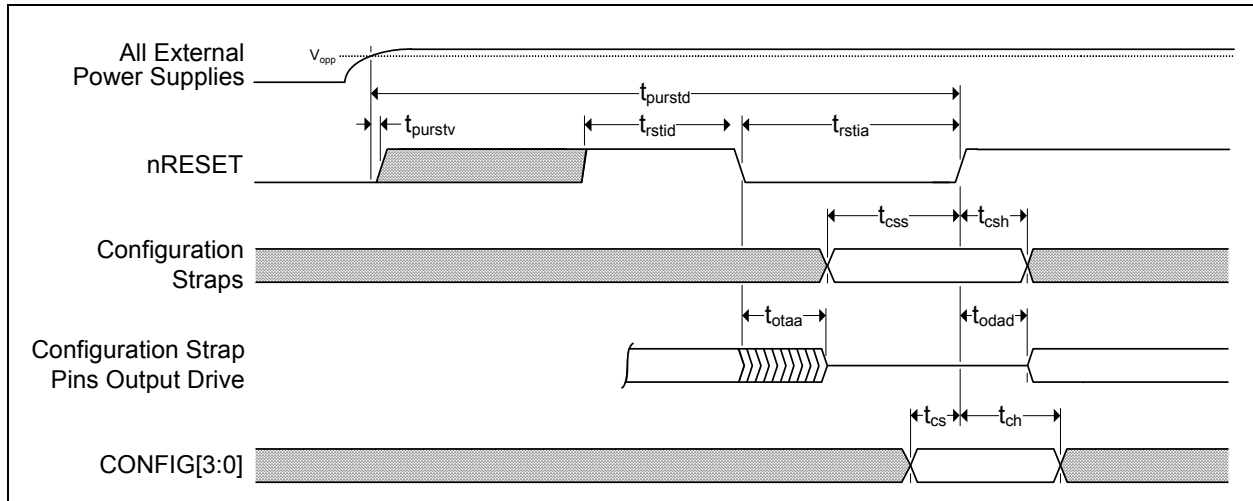 All External
Power Supplies
Vopp
tpurstd
tpurstv
trstid
trstia
nRESET
tcss
tcsh
Configuration
Straps
totaa
todad
Configuration Strap
Pins Output Drive
tcs
tch
CONFIG[3:0]